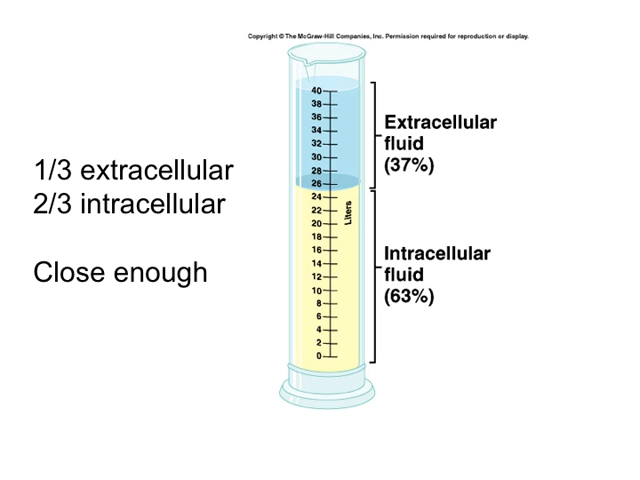 Copyright © The McGraw-Hill Companies, Inc. Permission required for reproduction or display.
1/3 extracellular
2/3 intracellular
Close enough
40
38
36
34
32
30
28
26
24
22
20
18
16
14
12
10
8
6
4
2
0
Liters
Extracellular
fluid
(37%)
Intracellular
fluid
(63%)